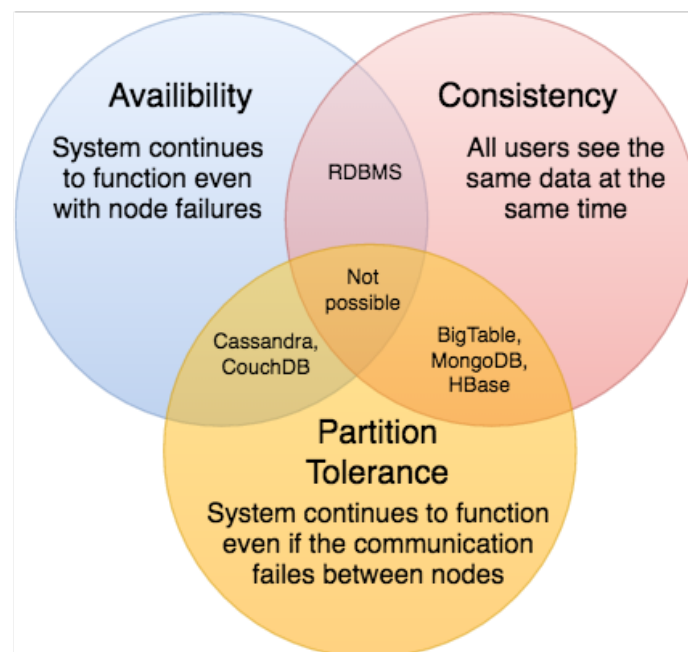 Availibility
System continues
to function even
with node failures
Consistency
All users see the
same data at the
same time
RDBMS
Not
possible
Cassandra,
CouchDB
BigTable,
MongoDB,
HBase
Partition
Tolerance
System continues to function
even if the communication
failes between nodes